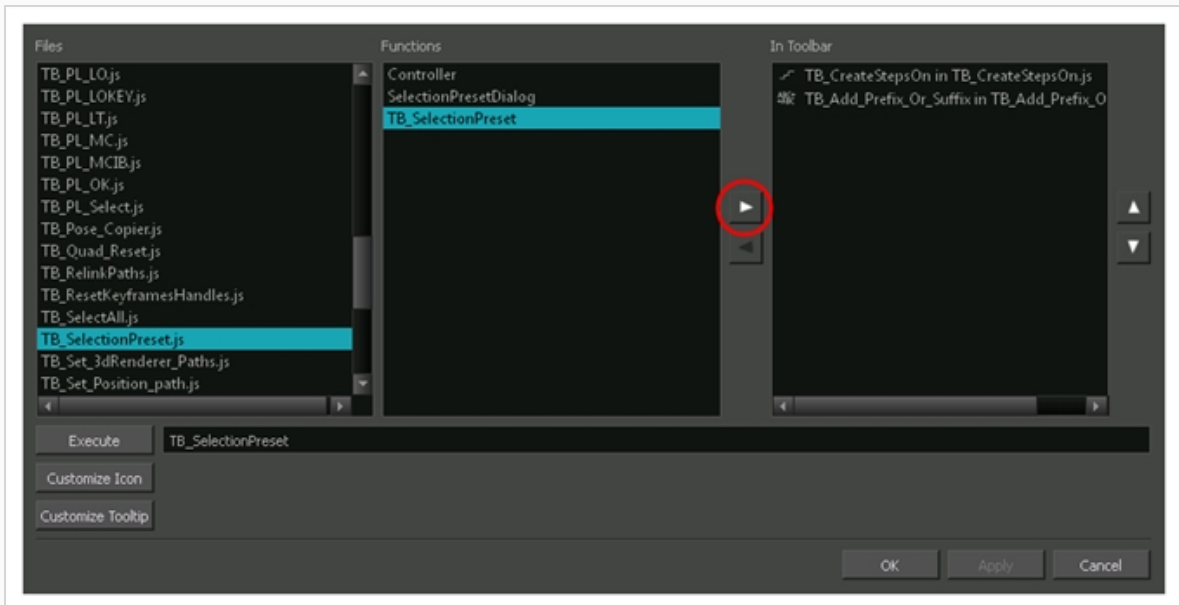 Files
TB_PL_LO.js
TB_PL_LOKEY.js
TB_PL_LT.js
TB_PL_MC.js
TB_PL_MCIB.js
TB_PL_OK.js
TB_PL_Select.js
TB_Pose_Copier.js
TB_Quad_Reset.js
TB_RelinkPaths.js
TB_ResetKeyframesHandles.js
TB_SelectAll.js
TB_SelectionPreset.js
TB_Set_3dRenderer_Paths.js
TB_Set_Position_path.js
Functions
Controller
SelectionPresetDialog
TB_SelectionPreset
In Toolbar
TB_CreateStepsOn in TB_CreateStepsOn.js
TB_Add_Prefix_Or_Suffix in TB_Add_Prefix_O
Execute
TB_SelectionPreset
Customize Icon
Customize Tooltip
OK
Apply
Cancel